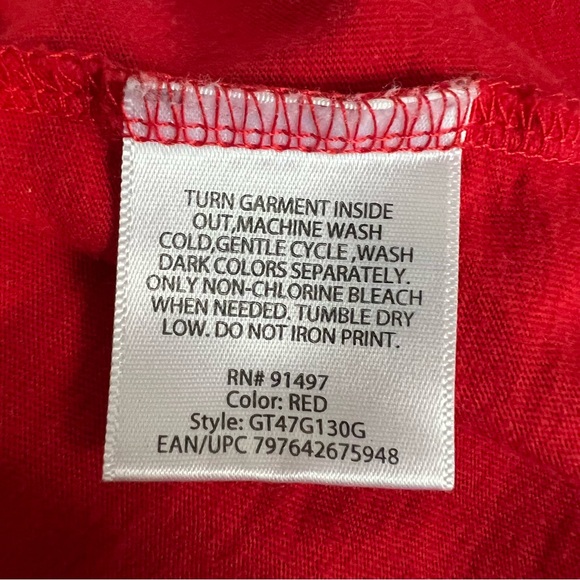 TURN GARMENT INSIDE
OUT,MACHINE WASH
COLD,GENTLE CYCLE ,WASH
DARK COLORS SEPARATELY.
ONLY NON-CHLORINE BLEACH
WHEN NEEDED. TUMBLE DRY
LOW. DO NOT IRON PRINT.
RN# 91497
Color: RED
Style: GT47G130G
EAN/UPC 797642675948